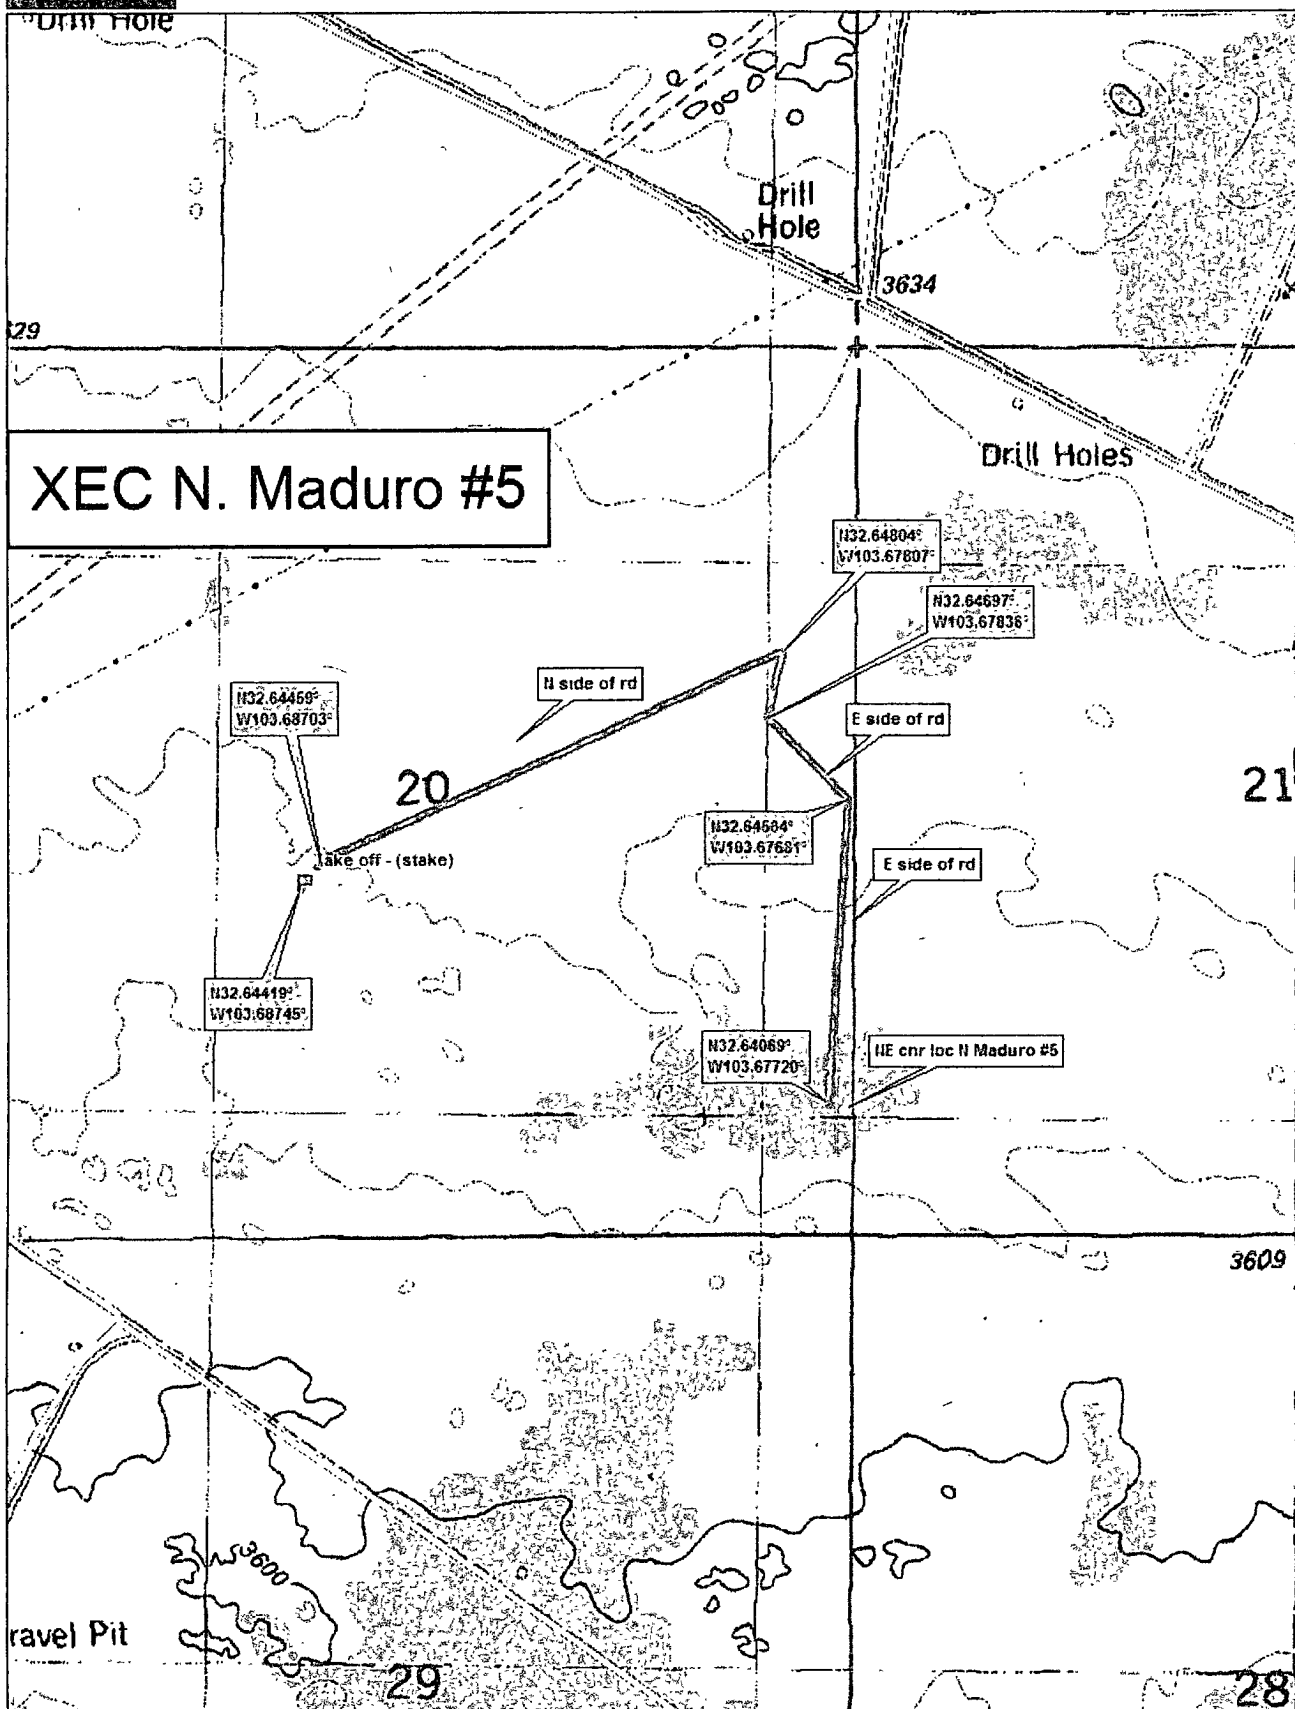 Drill Hole
Drill
Hole
3634
Drill Holes
XEC N. Maduro #5
N32.64804°
W103.67807°
N32.64697°
W103.67836°
N side of rd
N32.64459°
W103.68703°
E side of rd
20
21
N32.64584°
W103.67681°
ake off - (stake)
E side of rd
N32.64419°
W103.68745°
N32.64069°
W103.67720°
NE cnr loc N Maduro #5
3609
3600
ravel Pit
29
28